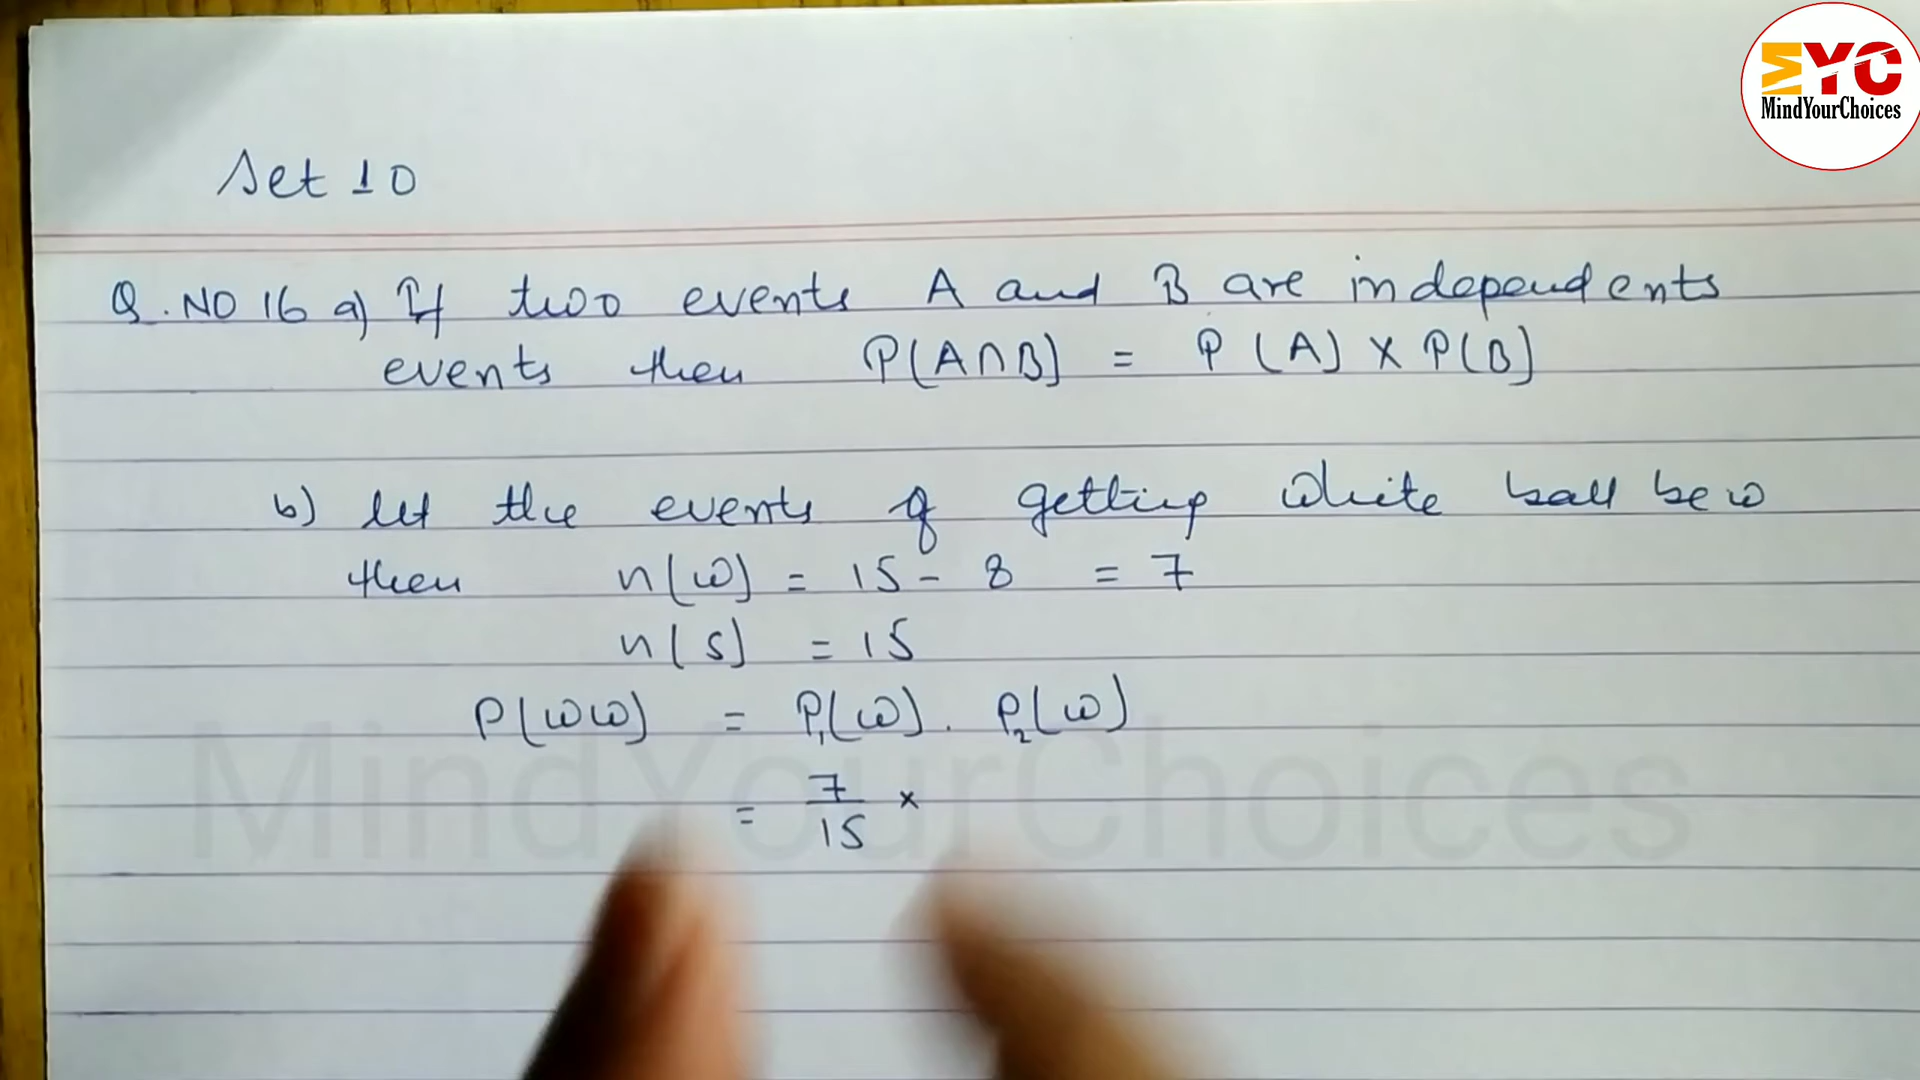 MYC
MindYourChoices
Set 10
Q.NO 16 a) If two events A and B are independents
events then P(A∩B) = P(A) × P(B)
b) let the events of getting white ball be w
then n(w) = 15 - 8 = 7
n(s) = 15
P(ww) = P₁(w) . P₂(w)
= 7/15 ×
MindYourChoices